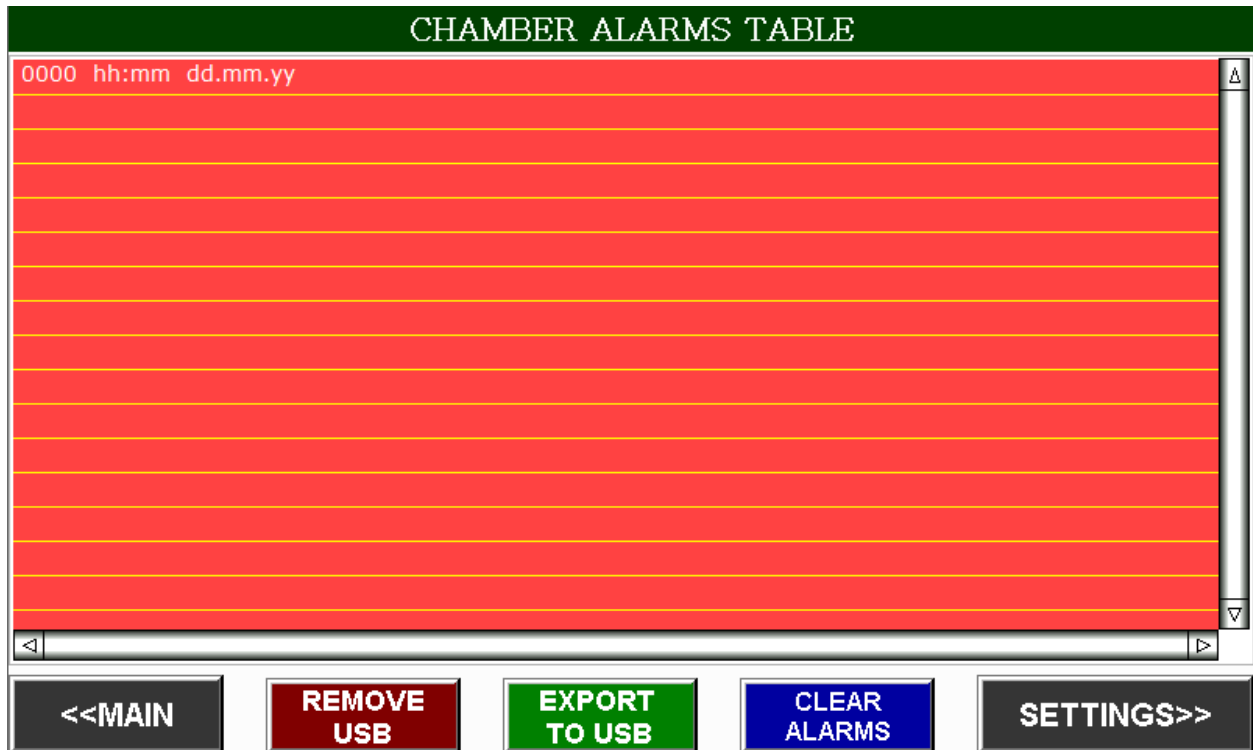 CHAMBER ALARMS TABLE
0000 hh:mm dd.mm.yy
<<MAIN
REMOVE
USB
EXPORT
TO USB
CLEAR
ALARMS
SETTINGS>>